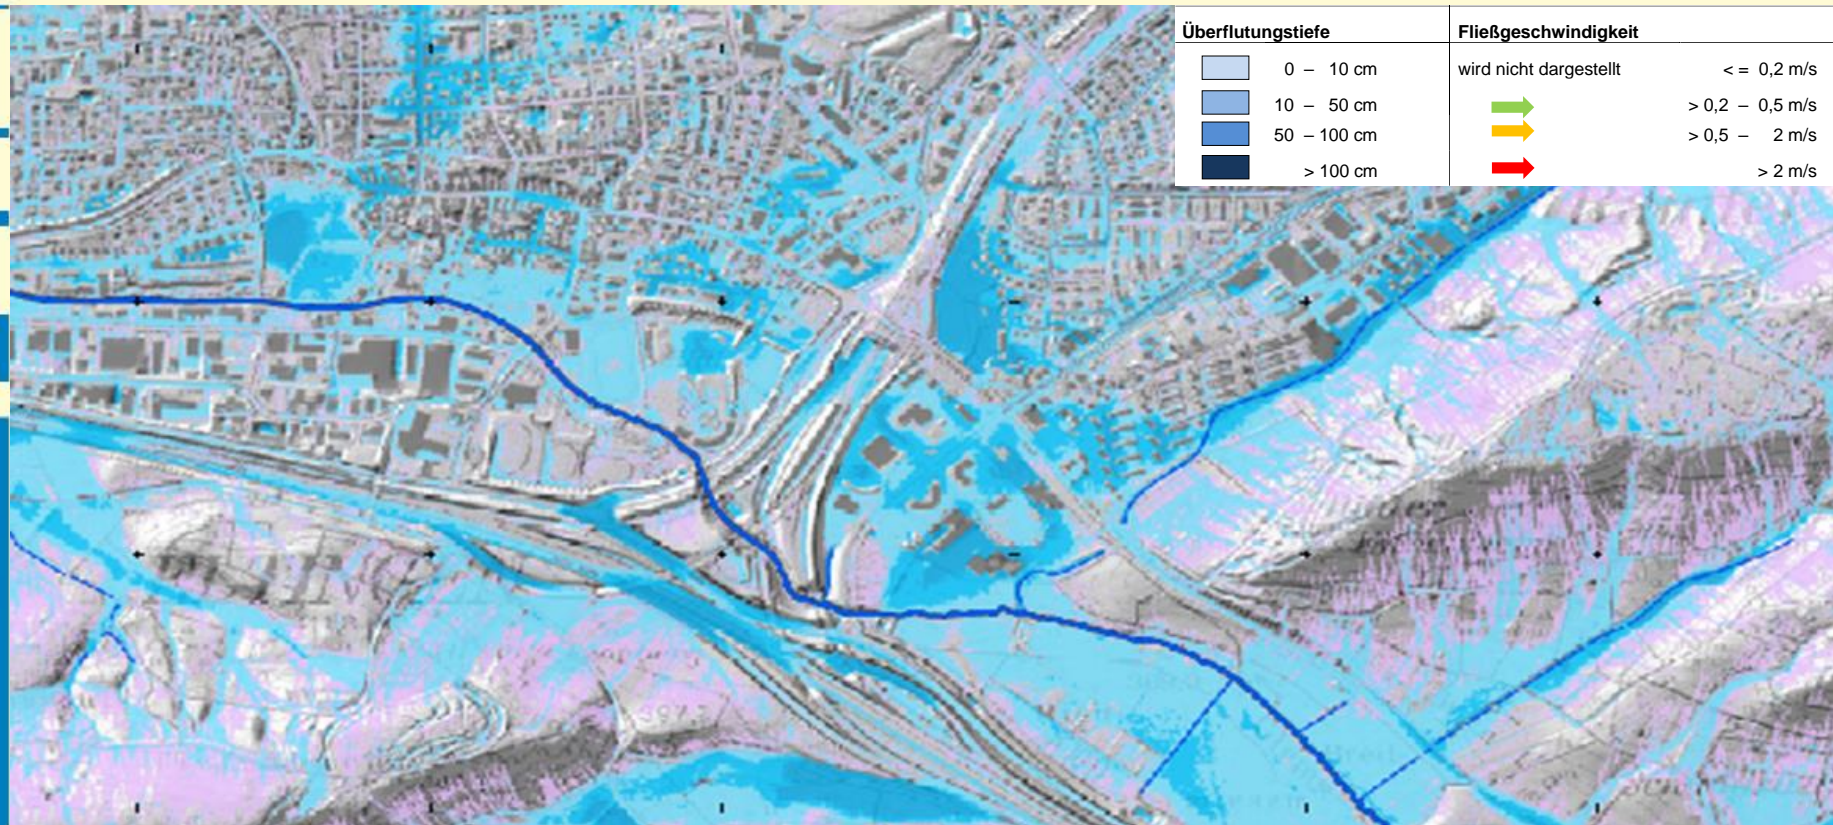 Überflutungstiefe Fließgeschwindigkeit
0 – 10 cm wird nicht dargestellt < = 0,2 m/s
10 – 50 cm > 0,2 – 0,5 m/s
50 – 100 cm > 0,5 – 2 m/s
> 100 cm > 2 m/s